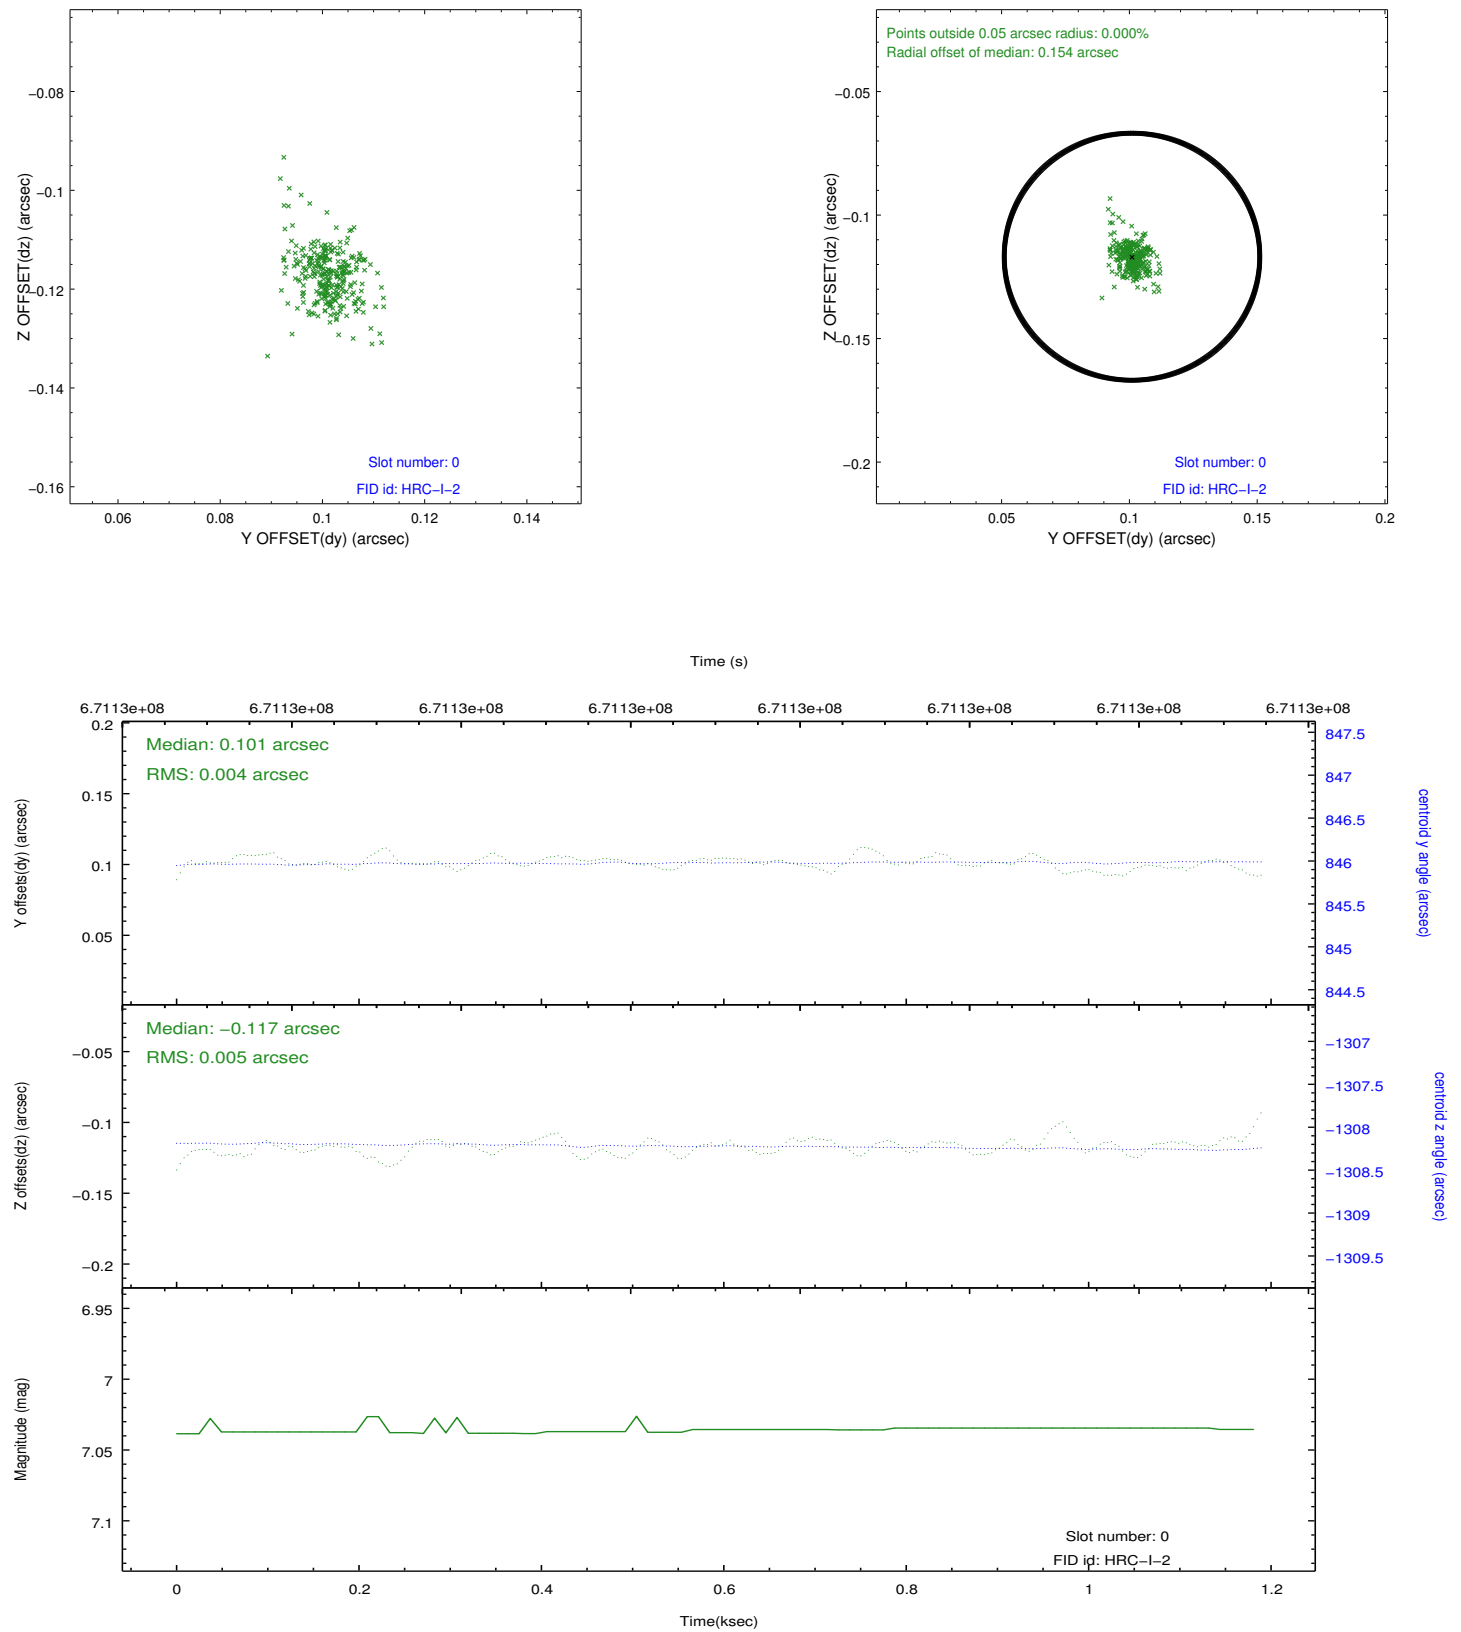 −0.08
−0.1
−0.12
−0.14
−0.16
Z OFFSET(dz) (arcsec)
Slot number: 0
FID id: HRC−I−2
0.06 0.08 0.1 0.12 0.14
Y OFFSET(dy) (arcsec)
Points outside 0.05 arcsec radius: 0.000%
Radial offset of median: 0.154 arcsec
−0.05
−0.1
−0.15
−0.2
Z OFFSET(dz) (arcsec)
Slot number: 0
FID id: HRC−I−2
0.05 0.1 0.15 0.2
Y OFFSET(dy) (arcsec)
Time (s)
6.7113e+08 6.7113e+08 6.7113e+08 6.7113e+08 6.7113e+08 6.7113e+08 6.7113e+08 6.7113e+08
Median: 0.101 arcsec
RMS: 0.004 arcsec
0.2
0.15
0.1
0.05
Y offsets(dy) (arcsec)
847.5
847
846.5
846
845.5
845
844.5
centroid y angle (arcsec)
Median: −0.117 arcsec
RMS: 0.005 arcsec
−0.05
−0.1
−0.15
−0.2
Z offsets(dz) (arcsec)
−1307
−1307.5
−1308
−1308.5
−1309
−1309.5
centroid z angle (arcsec)
6.95
7
7.05
7.1
Magnitude (mag)
Slot number: 0
FID id: HRC−I−2
0 0.2 0.4 0.6 0.8 1 1.2
Time(ksec)